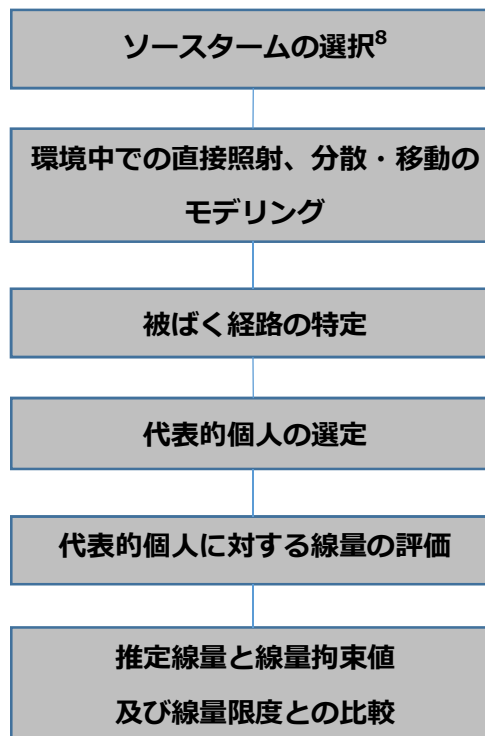 ソースタームの選択8
環境中での直接照射、分散・移動の
モデリング
被ばく経路の特定
代表的個人の選定
代表的個人に対する線量の評価
推定線量と線量拘束値
及び線量限度との比較